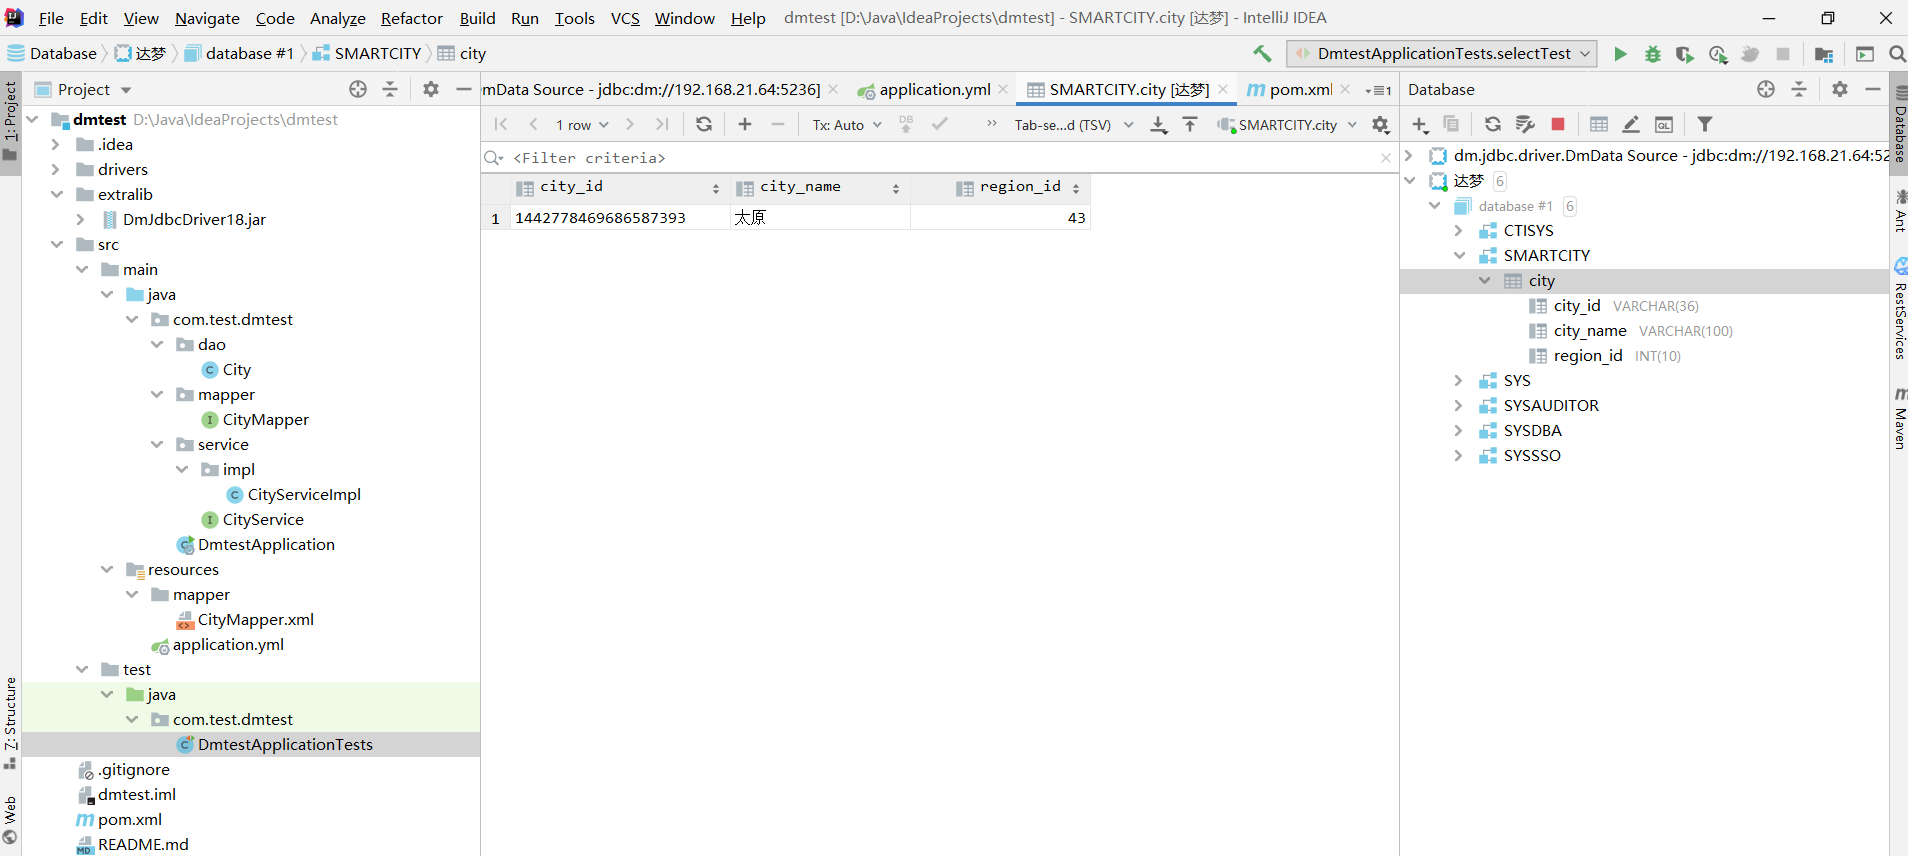 File Edit View Navigate Code Analyze Refactor Build Run Tools VCS Window Help dmtest [D:\Java\IdeaProjects\dmtest] - SMARTCITY.city [达梦] - IntelliJ IDEA
Database 达梦 database #1 SMARTCITY city DmtestApplicationTests.selectTest
1: Project
Z: Structure
Web
Project
dmtest D:\Java\IdeaProjects\dmtest
.idea
drivers
extralib
DmJdbcDriver18.jar
src
main
java
com.test.dmtest
dao
City
mapper
CityMapper
service
impl
CityServiceImpl
CityService
DmtestApplication
resources
mapper
CityMapper.xml
application.yml
test
java
com.test.dmtest
DmtestApplicationTests
.gitignore
dmtest.iml
pom.xml
README.md
DmData Source - jdbc:dm://192.168.21.64:5236] application.yml SMARTCITY.city [达梦] pom.xml 1
1 row Tx: Auto DB Tab-se...d (TSV) SMARTCITY.city
<Filter criteria>
city_id city_name region_id
1 1442778469686587393 太原 43
Database
QL
dm.jdbc.driver.DmData Source - jdbc:dm://192.168.21.64:52
达梦 6
database #1 6
CTISYS
SMARTCITY
city
city_id VARCHAR(36)
city_name VARCHAR(100)
region_id INT(10)
SYS
SYSAUDITOR
SYSDBA
SYSSSO
Database
Ant
RestServices
Maven